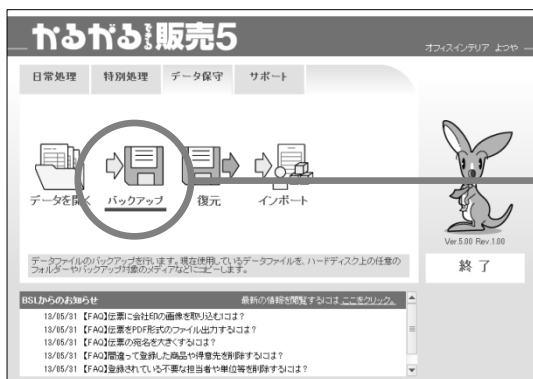 かるがるできる販売5
オフィスインテリア よつや
日常処理 特別処理 データ保守 サポート
データを開く バックアップ 復元 インポート
Ver.5.00 Rev.1.00
データファイルのバックアップを行います。現在使用しているデータファイルを、ハードディスク上の任意の
フォルダーやバックアップ対象のメディアなどにコピーします。
終了
BSLからのお知らせ 最新の情報を閲覧するには ここをクリック。
13/05/31 【FAQ】伝票に会社印の画像を取り込むには？
13/05/31 【FAQ】伝票をPDF形式のファイル出力するには？
13/05/31 【FAQ】伝票の宛名を大きくするには？
13/05/31 【FAQ】間違って登録した商品や得意先を削除するには？
13/05/31 【FAQ】登録されている不要な担当者や単位等を削除するには？